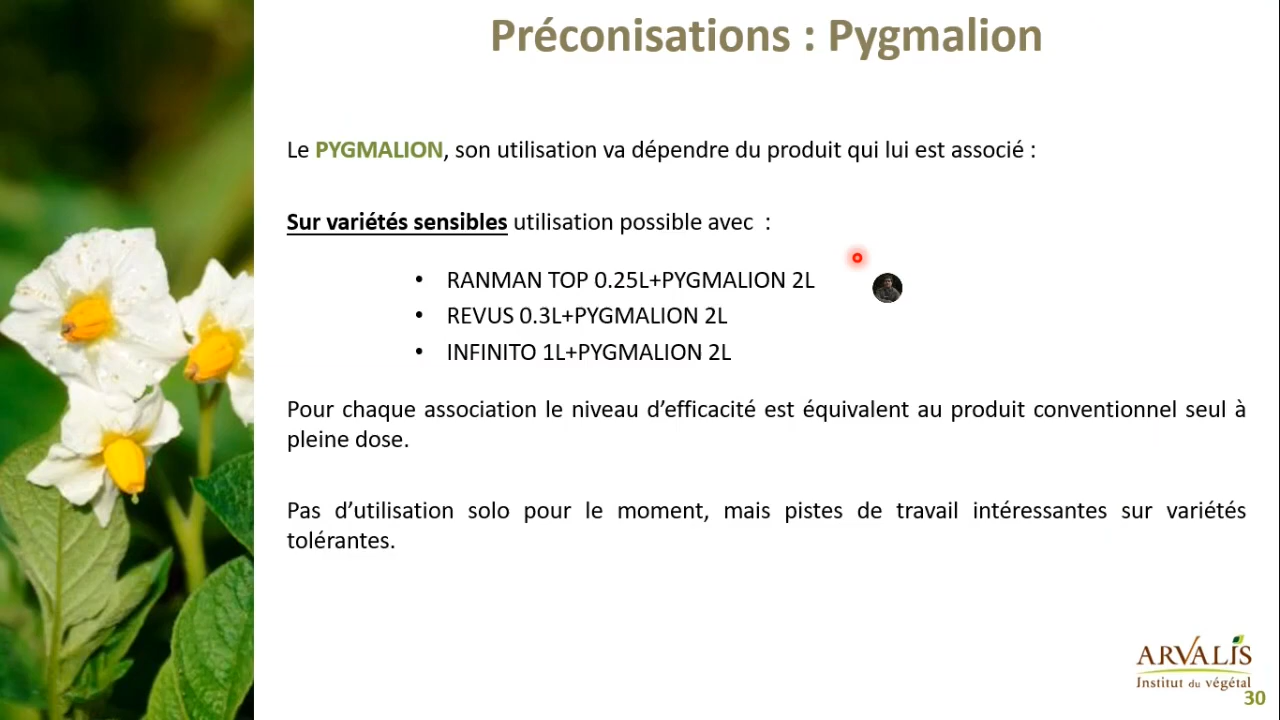 Préconisations : Pygmalion
Le PYGMALION, son utilisation va dépendre du produit qui lui est associé :
Sur variétés sensibles utilisation possible avec :
• RANMAN TOP 0.25L+PYGMALION 2L
• REVUS 0.3L+PYGMALION 2L
• INFINITO 1L+PYGMALION 2L
Pour chaque association le niveau d’efficacité est équivalent au produit conventionnel seul à
pleine dose.
Pas d’utilisation solo pour le moment, mais pistes de travail intéressantes sur variétés
tolérantes.
ARVALIS
Institut du végétal
30